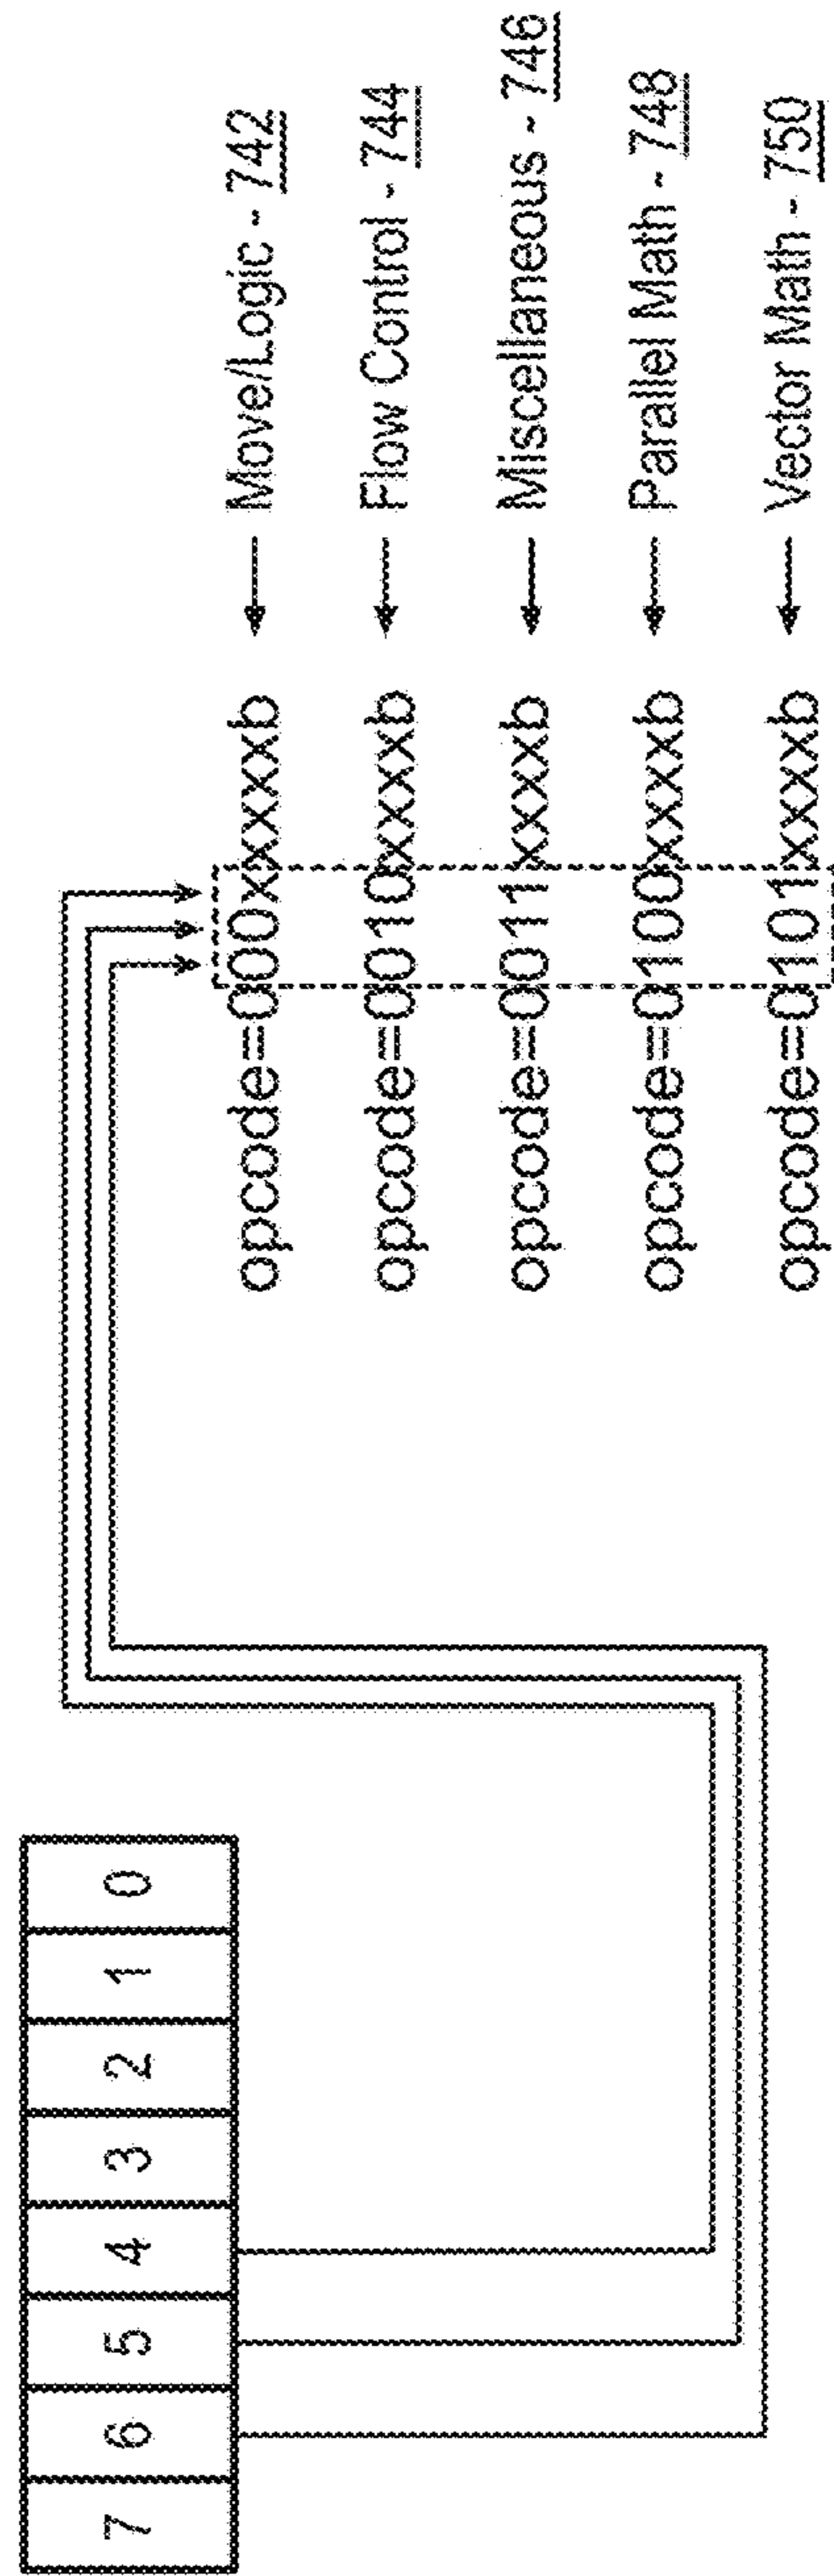 7 6 5 4 3 2 1 0
opcode=000xxxxxb ← Move/Logic - 742
opcode=0010xxxxb ← Flow Control - 744
opcode=0011xxxxb ← Miscellaneous - 746
opcode=0100xxxxb ← Parallel Math - 748
opcode=0101xxxxb ← Vector Math - 750